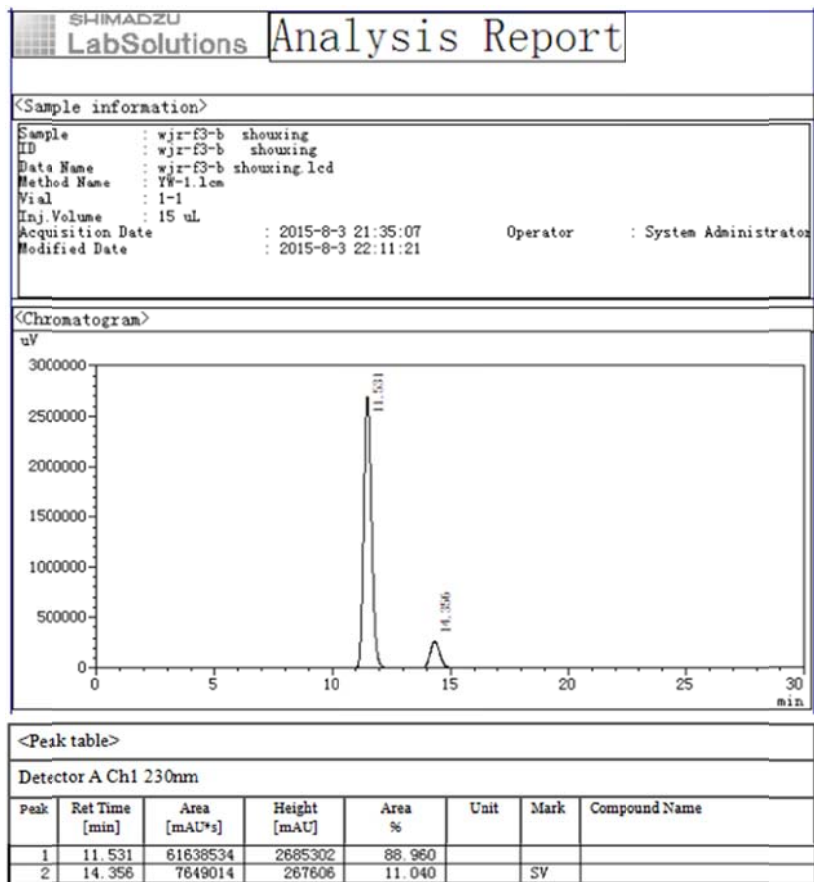 SHIMADZU
LabSolutions Analysis Report
<Sample information>
Sample : wjr-f3-b shouxing
ID : wjr-f3-b shouxing
Data Name : wjr-f3-b shouxing.lcd
Method Name : YW-1.lcm
Vial : 1-1
Inj.Volume : 15 uL
Acquisition Date : 2015-8-3 21:35:07 Operator : System Administrator
Modified Date : 2015-8-3 22:11:21
<Chromatogram>
uV
3000000
11.531
2500000
2000000
1500000
1000000
14.356
500000
0
0 5 10 15 20 25 30
min
<Peak table>
Detector A Ch1 230nm
Peak Ret Time Area Height Area Unit Mark Compound Name
[min] [mAU*s] [mAU] %
1 11.531 61638534 2685302 88.960
2 14.356 7649014 267606 11.040 SV